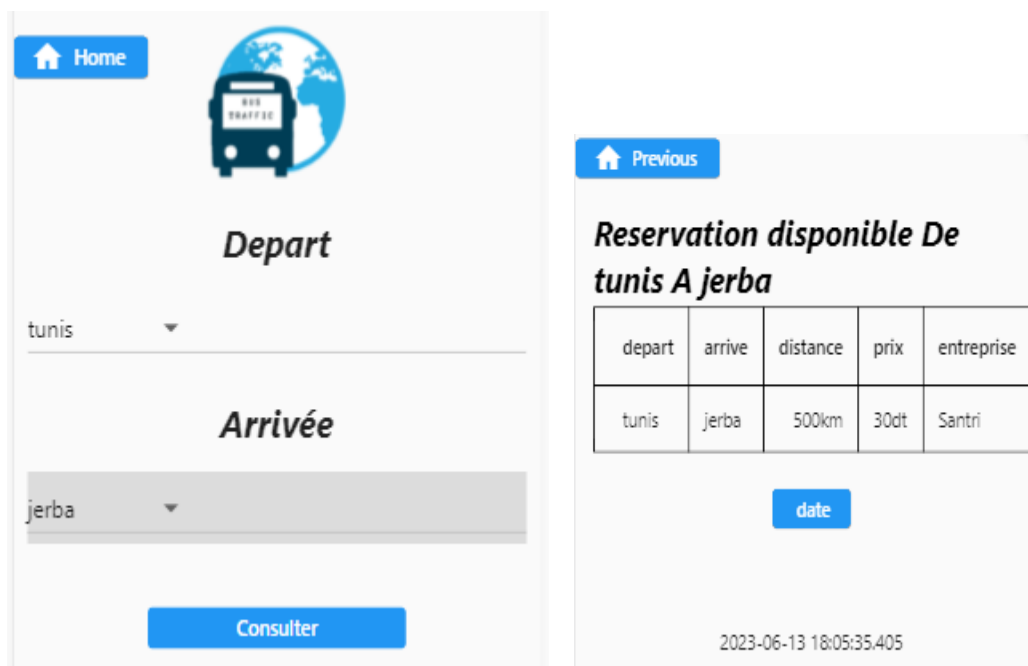 Home
BUS
TRAFFIC
Depart
tunis
Arrivée
jerba
Consulter
Previous
Reservation disponible De
tunis A jerba
depart arrive distance prix entreprise
tunis jerba 500km 30dt Santri
date
2023-06-13 18:05:35.405